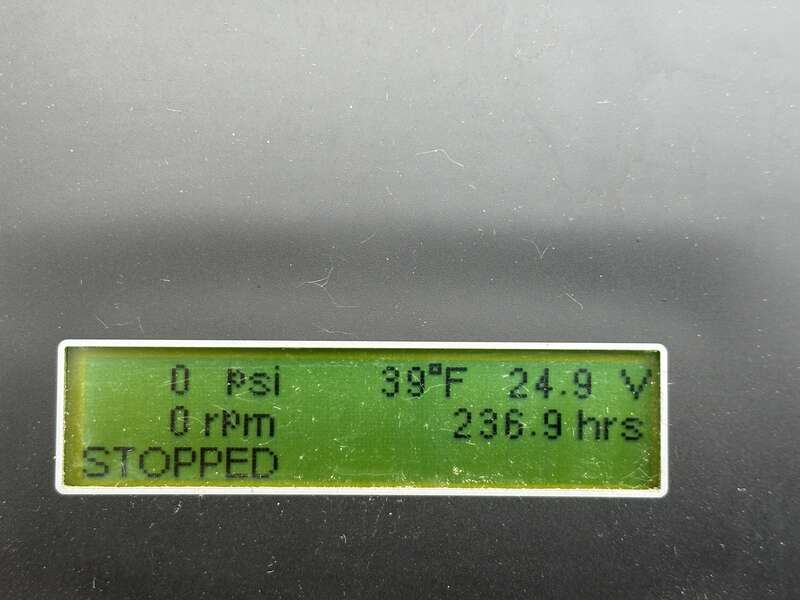 0 psi 39°F 24.9 V
0 rpm 236.9 hrs
STOPPED